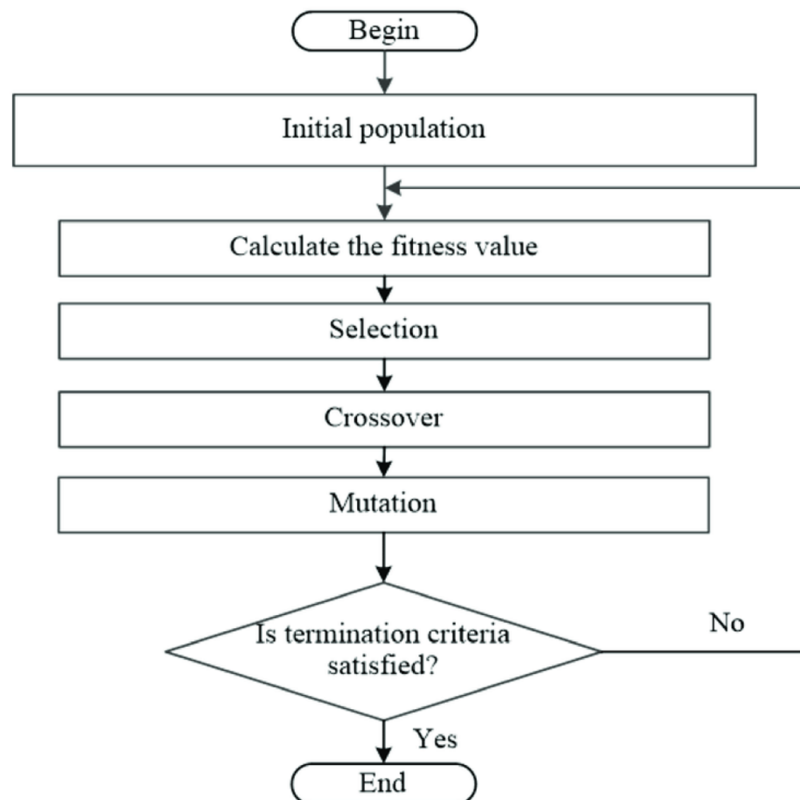 Begin
Initial population
Calculate the fitness value
Selection
Crossover
Mutation
Is termination criteria
satisfied?
No
Yes
End